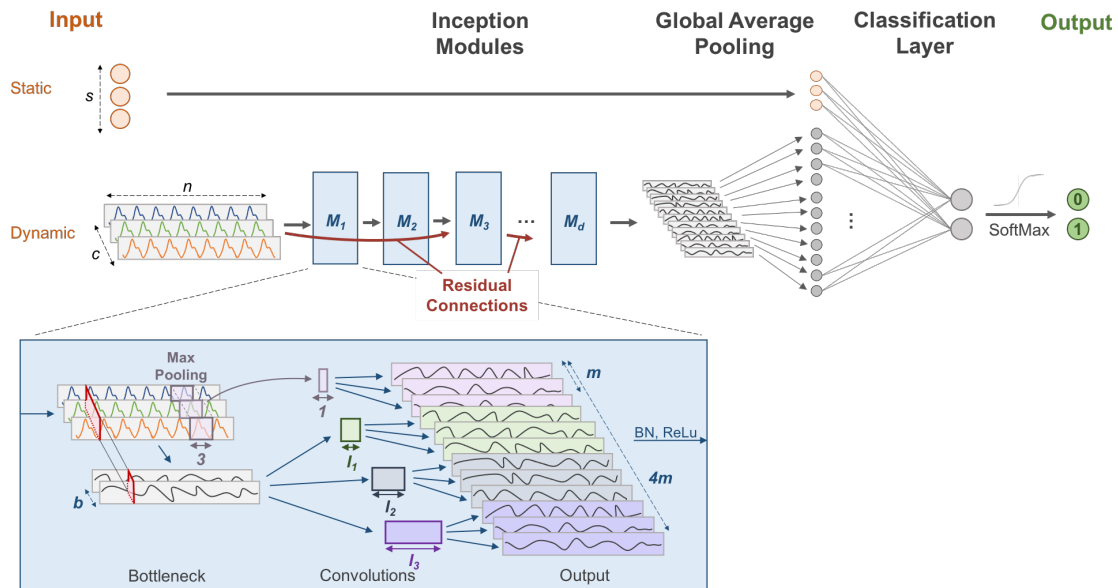 Input
Inception
Modules
Global Average
Pooling
Classification
Layer
Output
Static
s
n
Dynamic
c
M1
M2
M3
...
Md
Residual
Connections
SoftMax
0
1
Max
Pooling
3
1
l1
l2
l3
b
m
4m
BN, ReLu
Bottleneck
Convolutions
Output